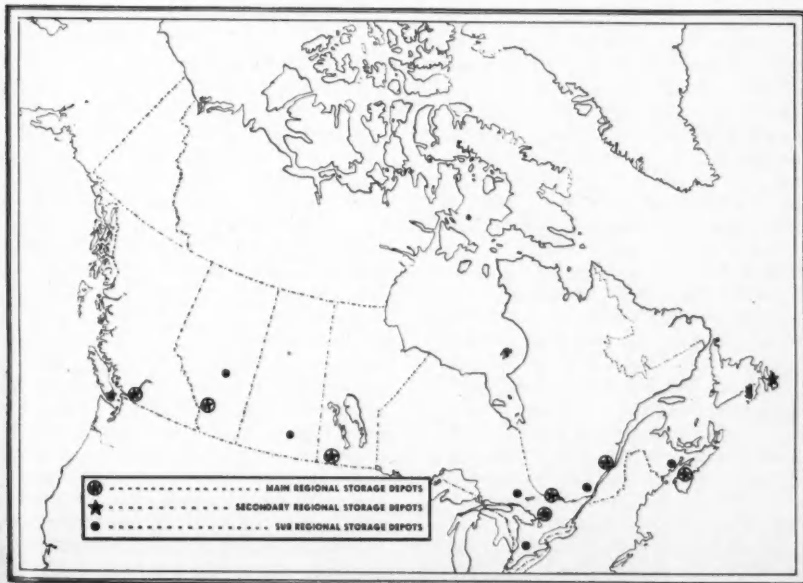 MAIN REGIONAL STORAGE DEPOTS
SECONDARY REGIONAL STORAGE DEPOTS
SUB REGIONAL STORAGE DEPOTS